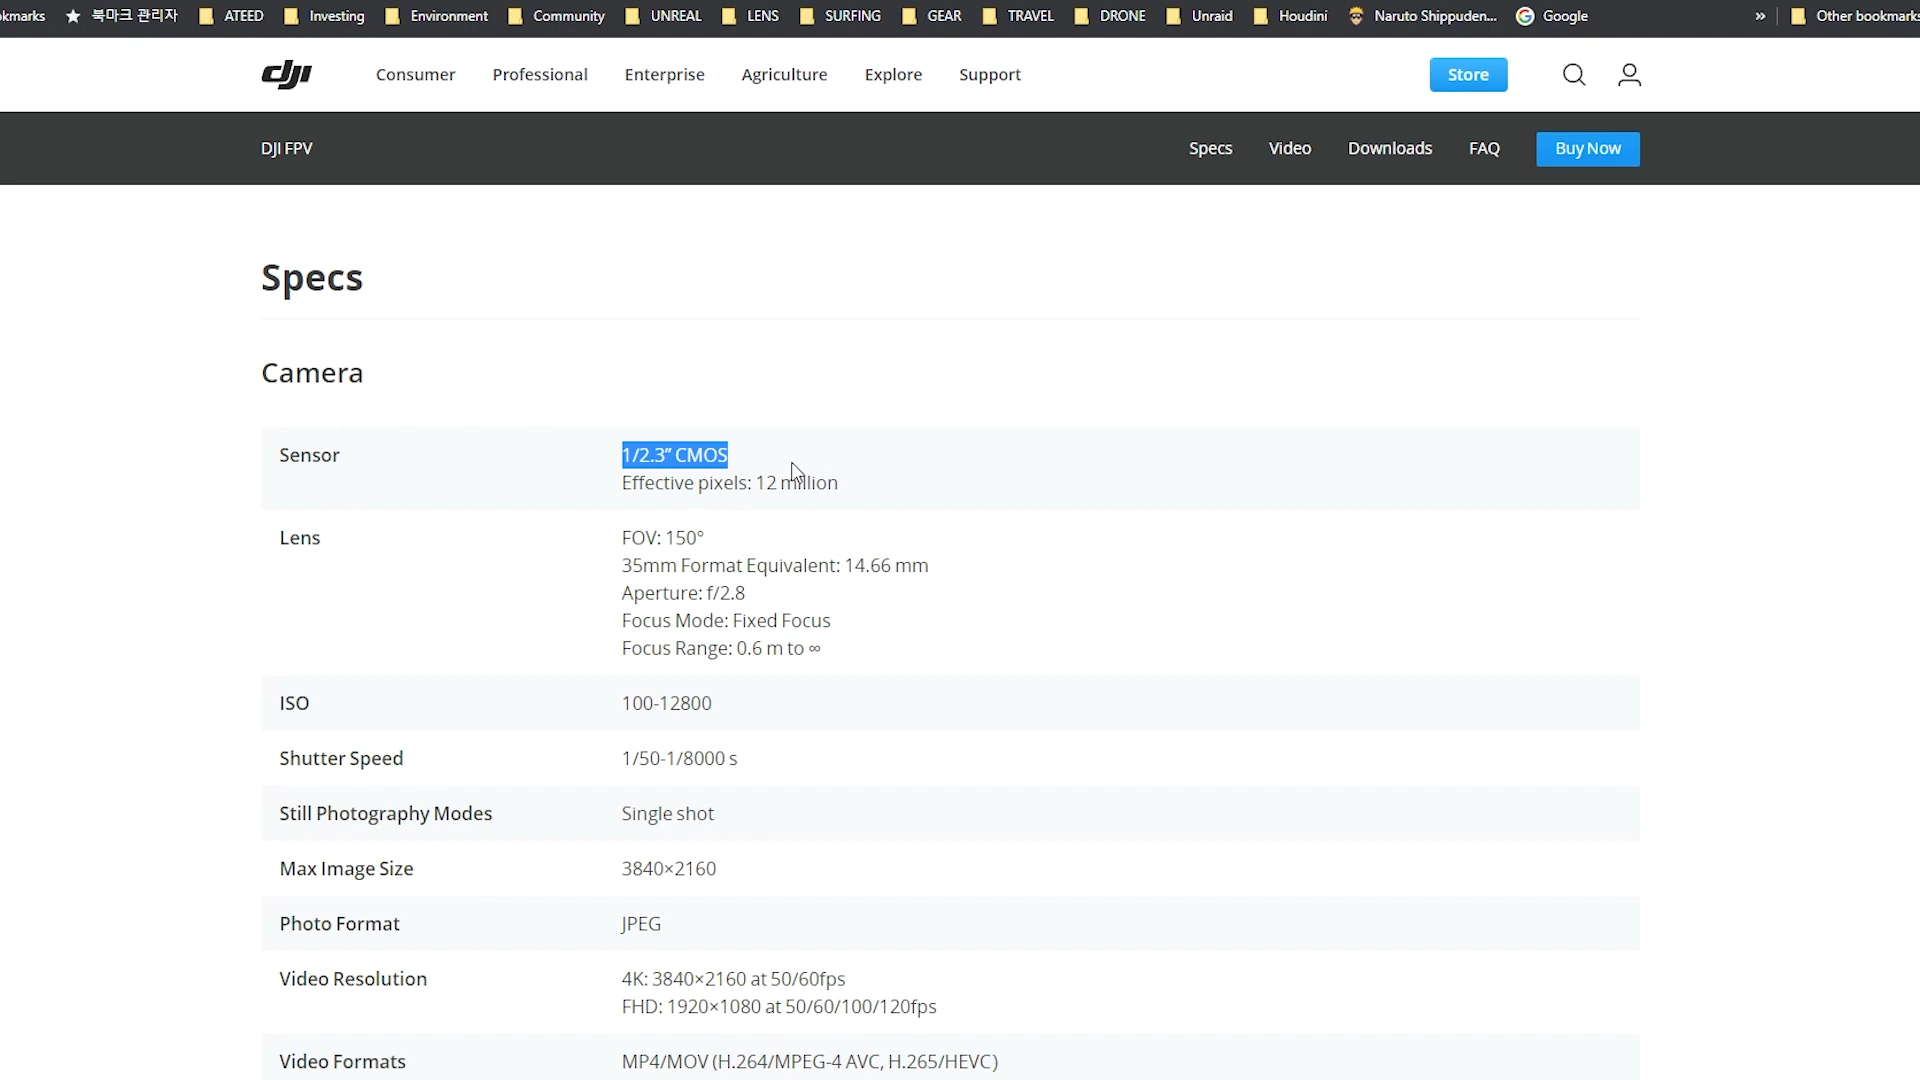 okmarks 북마크 관리자 ATEED Investing Environment Community UNREAL LENS SURFING GEAR TRAVEL DRONE Unraid Houdini Naruto Shippuden... Google » Other bookmarks
dji Consumer Professional Enterprise Agriculture Explore Support Store
DJI FPV Specs Video Downloads FAQ Buy Now
Specs
Camera
Sensor 1/2.3” CMOS
Effective pixels: 12 million
Lens FOV: 150°
35mm Format Equivalent: 14.66 mm
Aperture: f/2.8
Focus Mode: Fixed Focus
Focus Range: 0.6 m to ∞
ISO 100-12800
Shutter Speed 1/50-1/8000 s
Still Photography Modes Single shot
Max Image Size 3840×2160
Photo Format JPEG
Video Resolution 4K: 3840×2160 at 50/60fps
FHD: 1920×1080 at 50/60/100/120fps
Video Formats MP4/MOV (H.264/MPEG-4 AVC, H.265/HEVC)